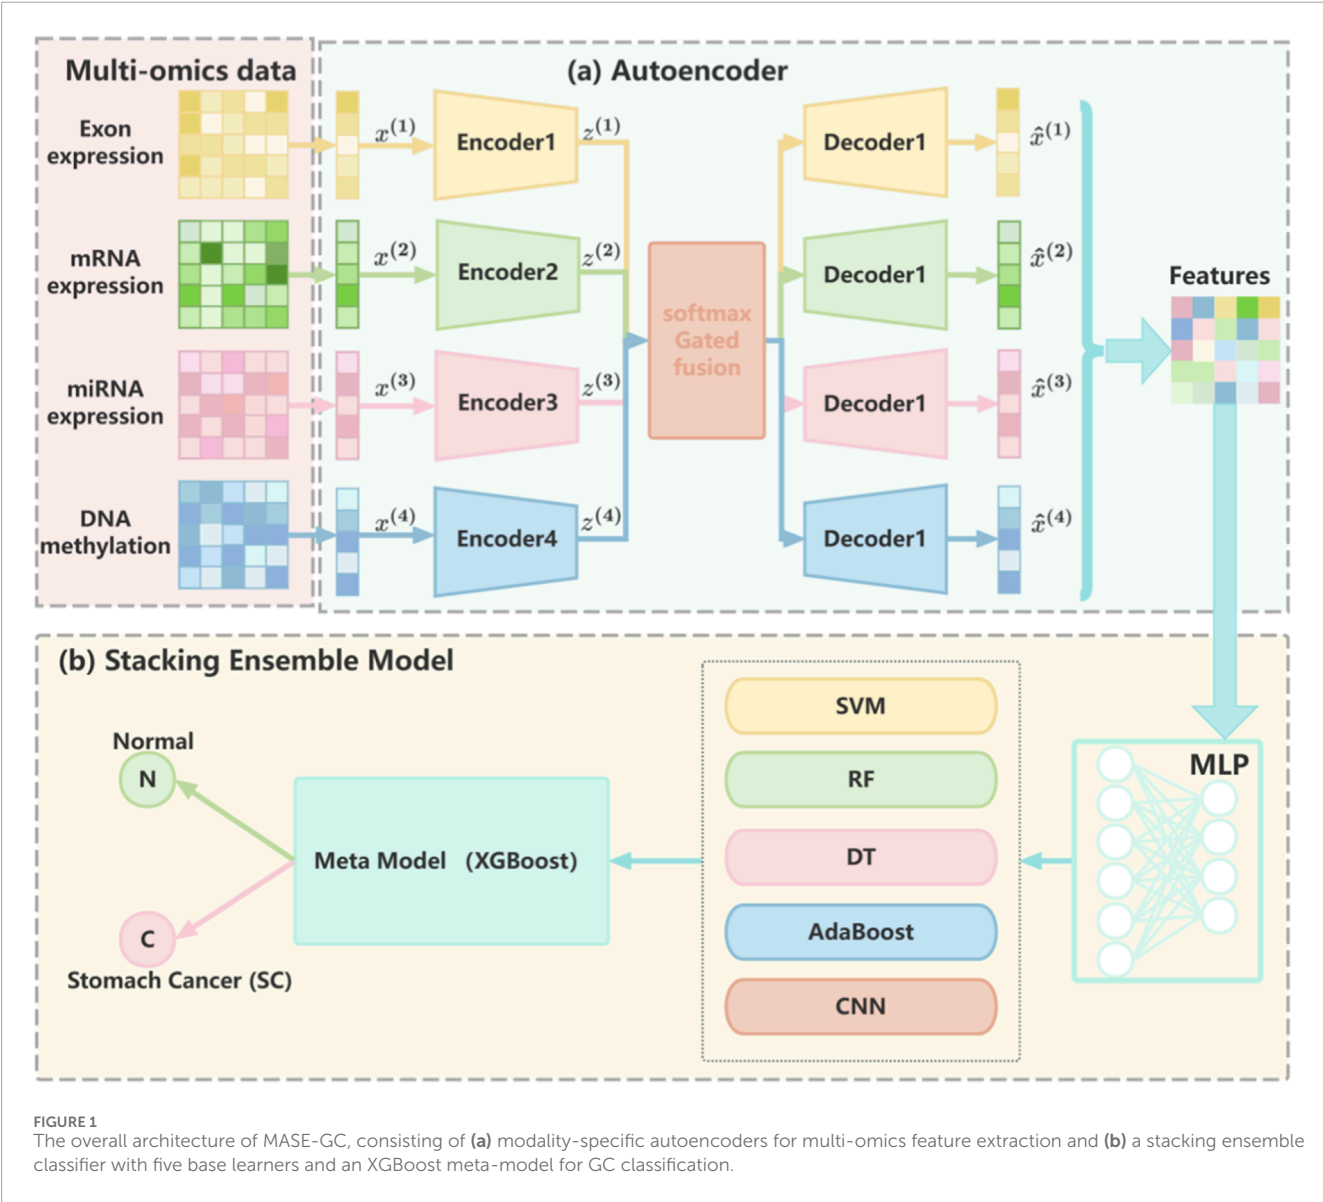 Multi-omics data
(a) Autoencoder
Exon
expression
x^(1)
Encoder1
z^(1)
Decoder1
x̂^(1)
mRNA
expression
x^(2)
Encoder2
z^(2)
Decoder1
x̂^(2)
softmax
Gated
fusion
Features
miRNA
expression
x^(3)
Encoder3
z^(3)
Decoder1
x̂^(3)
DNA
methylation
x^(4)
Encoder4
z^(4)
Decoder1
x̂^(4)
(b) Stacking Ensemble Model
Normal
N
C
Stomach Cancer (SC)
Meta Model (XGBoost)
SVM
RF
DT
AdaBoost
CNN
MLP
FIGURE 1
The overall architecture of MASE-GC, consisting of (a) modality-specific autoencoders for multi-omics feature extraction and (b) a stacking ensemble
classifier with five base learners and an XGBoost meta-model for GC classification.